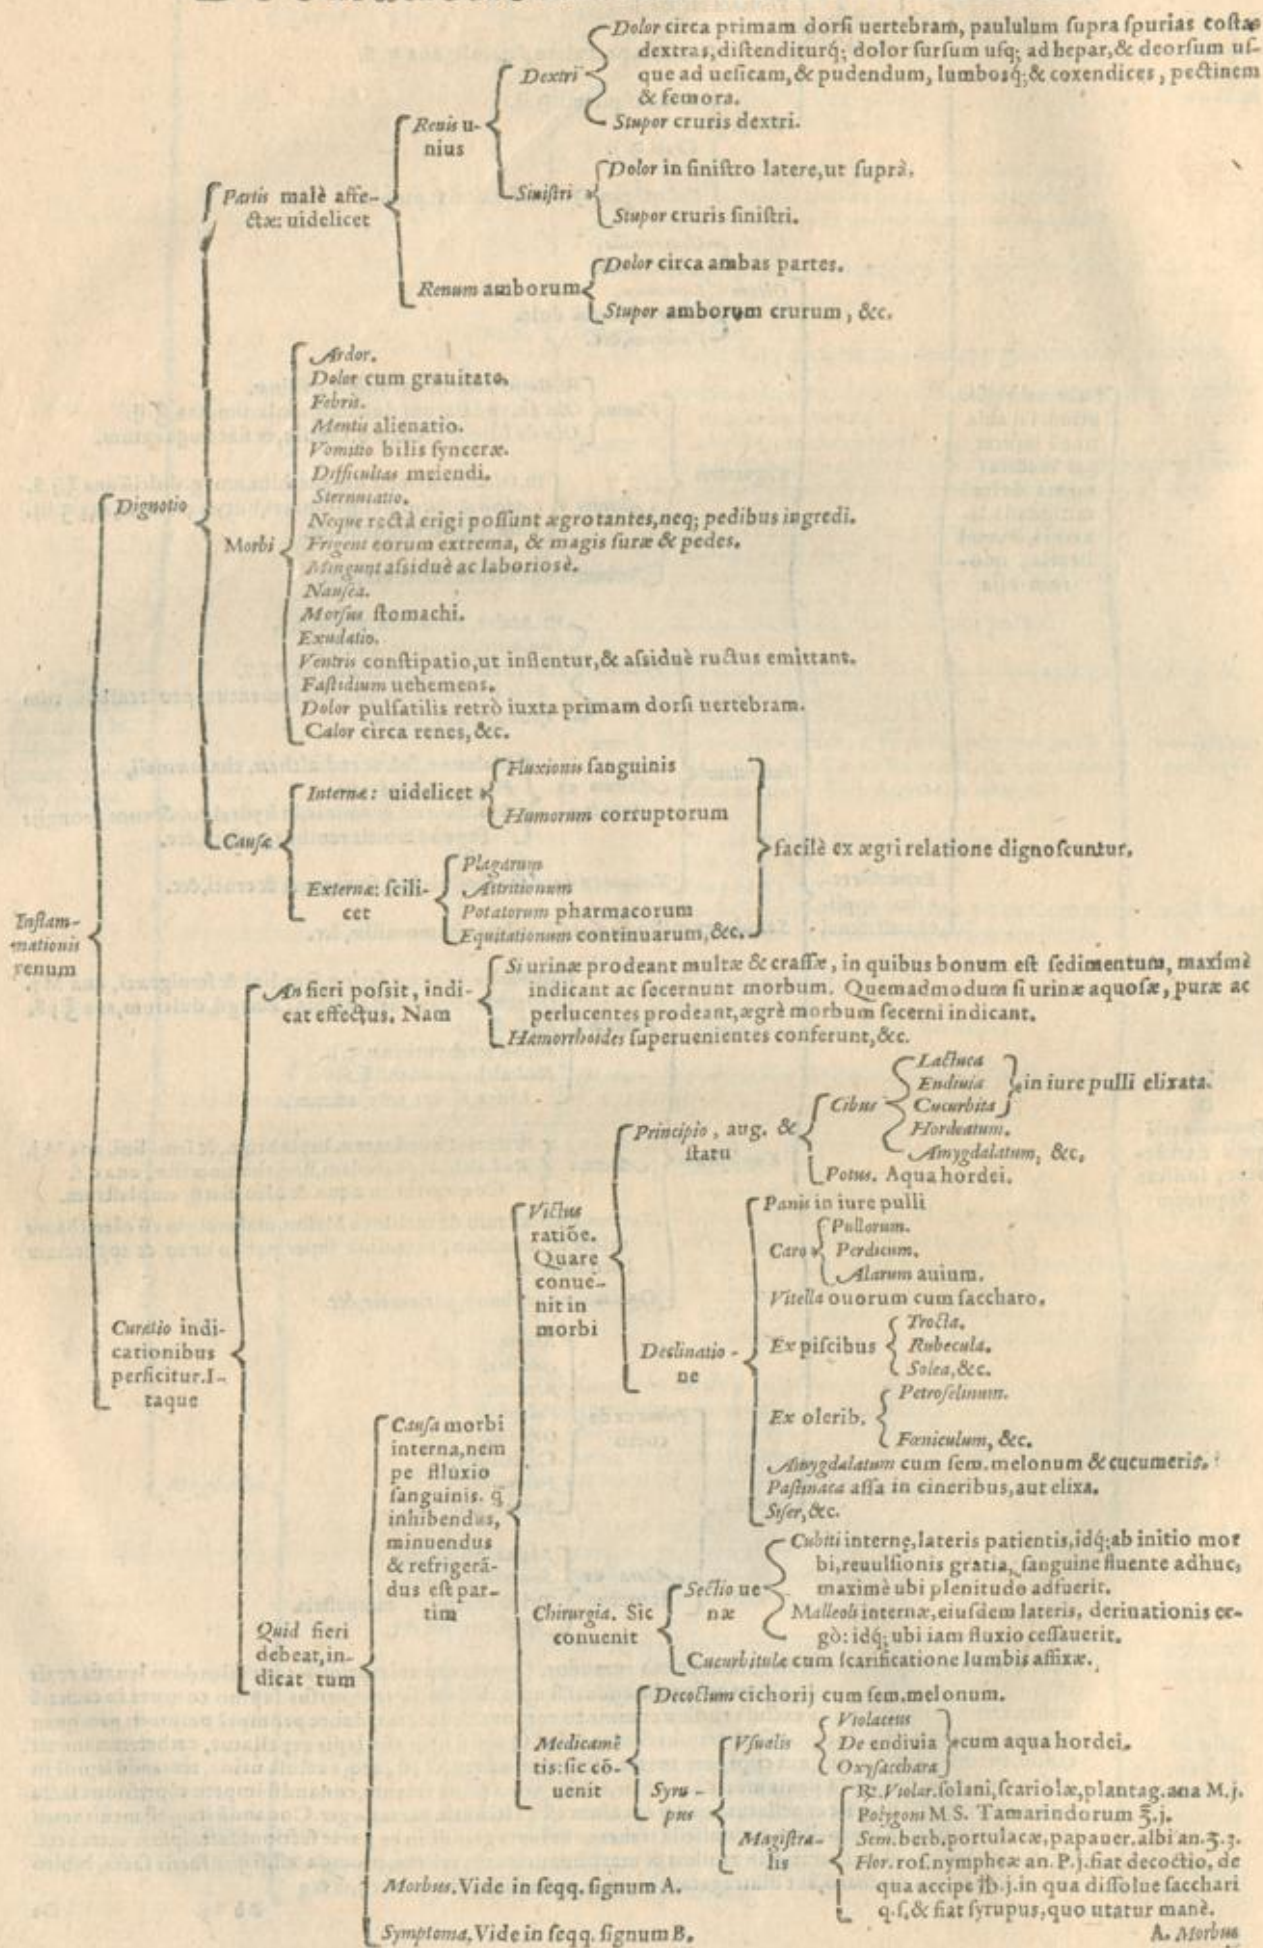 Dolor circa primam dorsi uertebram, paululum supra spurias costas
dextras, distenditurq́; dolor sursum usq; ad hepar, & deorsum us-
que ad uesicam, & pudendum, lumbosq́; & coxendices, pectinem
& femora.
Dextri
Stupor cruris dextri.
Renis u-
nius
Dolor in sinistro latere, ut suprà.
Sinistri
Stupor cruris sinistri.
Partis malè affe-
ctæ: uidelicet
Dolor circa ambas partes.
Renum amborum
Stupor amborum crurum, &c.
Ardor.
Dolor cum grauitate.
Febris.
Mentis alienatio.
Vomitio bilis synceræ.
Difficultas meiendi.
Sternutatio.
Dignotio
Neque rectà erigi possunt ægrotantes, neq; pedibus ingredi.
Morbi
Frigent eorum extrema, & magis suræ & pedes.
Mingunt assiduè ac laboriosè.
Nausea.
Morsus stomachi.
Exudatio.
Ventris constipatio, ut inflentur, & assiduè ructus emittant.
Fastidium uehemens.
Dolor pulsatilis retrò iuxta primam dorsi uertebram.
Calor circa renes, &c.
Fluxionis sanguinis
Internæ: uidelicet
Humorum corruptorum
Causæ
facilè ex ægri relatione dignoscuntur.
Plagarum
Externæ: scili-
cet
Attritionum
Potatorum pharmacorum
Equitationum continuarum, &c.
Inflam-
mationis
renum
Si urinæ prodeant multæ & crassæ, in quibus bonum est sedimentum, maximè
indicant ac secernunt morbum. Quemadmodum si urinæ aquosæ, puræ ac
perlucentes prodeant, ægrè morbum secerni indicant.
An fieri possit, indi-
cat effectus. Nam
Hæmorrhoides superuenientes conferunt, &c.
Lactuca
Endiuia
Cucurbita
in iure pulli elixata.
Cibus
Hordeatum.
Amygdalatum, &c.
Principio, aug. &
statu
Potus. Aqua hordei.
Victus
ratiõe.
Quare
conue-
nit in
morbi
Panis in iure pulli
Pullorum.
Caro Perdicum.
Alarum auium.
Vitella ouorum cum saccharo.
Trocta.
Ex piscibus Rubecula.
Solea, &c.
Declinatio-
ne
Petroselinum.
Ex olerib.
Fœniculum, &c.
Amygdalatum cum sem. melonum & cucumeris.
Pastinaca assa in cineribus, aut elixa.
Siser, &c.
Curatio indi-
cationibus
perficitur. I-
taque
Causa morbi
interna, nem
pe flluxio
sanguinis. q̃
inhibendus,
minuendus
& refrigerã-
dus est par-
tim
Cubiti internę, lateris patientis, idq́; ab initio mor
bi, reuulsionis gratia, sanguine fluente adhuc,
maximè ubi plenitudo adfuerit.
Sectio ue
næ
Malleoli internæ, eiusdem lateris, deriuationis er-
gò: idq́; ubi iam fluxio cessauerit.
Chirurgia. Sic
conuenit
Cucurbitulæ cum scarificatione lumbis affixæ.
Quid fieri
debeat, in-
dicat tum
Decoctum cichorij cum sem. melonum.
Violaceus
Vsualis De endiuia cum aqua hordei.
Oxysacchara
Medicamẽ
tis: sic cõ-
uenit
Syru-
pus
Magistra-
lis
℞. Violar. solani, scariolæ, plantag. ana M.j.
Polygoni M S. Tamarindorum ℥.j.
Sem. berb. portulacæ, papauer. albi an. ʒ.3.
Flor. ros. nympheæ an. P.j. fiat decoctio, de
qua accipe ℔.j. in qua dissolue sacchari
q.s. & fiat syrupus, quo utatur manè.
Morbus. Vide in seqq. signum A.
Symptoma. Vide in seqq. signum B.
A. Morbus